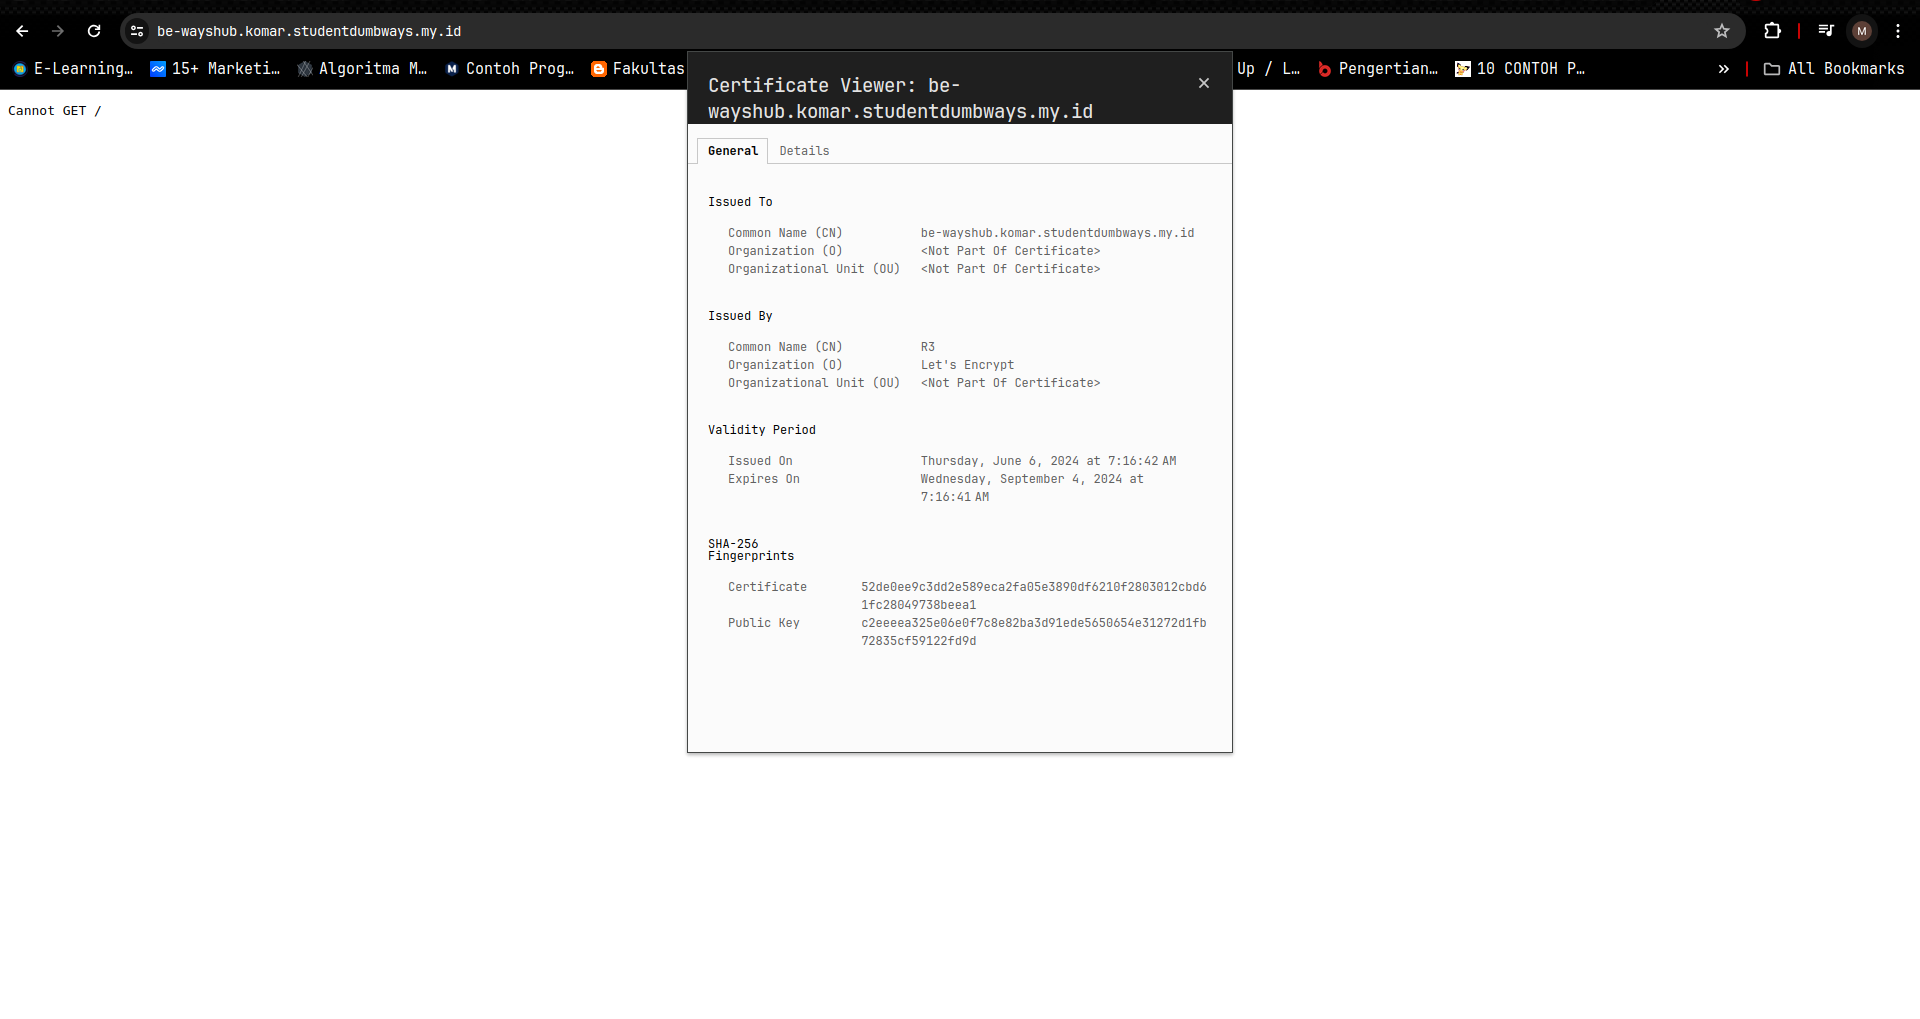 be-wayshub.komar.studentdumbways.my.id
M
E-Learning… 15+ Marketi… Algoritma M… Contoh Prog… Fakultas Up / L… Pengertian… 10 CONTOH P… All Bookmarks
Cannot GET /
Certificate Viewer: be-
wayshub.komar.studentdumbways.my.id
General Details
Issued To
Common Name (CN) be-wayshub.komar.studentdumbways.my.id
Organization (O) <Not Part Of Certificate>
Organizational Unit (OU) <Not Part Of Certificate>
Issued By
Common Name (CN) R3
Organization (O) Let's Encrypt
Organizational Unit (OU) <Not Part Of Certificate>
Validity Period
Issued On Thursday, June 6, 2024 at 7:16:42 AM
Expires On Wednesday, September 4, 2024 at
7:16:41 AM
SHA-256
Fingerprints
Certificate 52de0ee9c3dd2e589eca2fa05e3890df6210f2803012cbd6
1fc28049738beea1
Public Key c2eeeea325e06e0f7c8e82ba3d91ede5650654e31272d1fb
72835cf59122fd9d